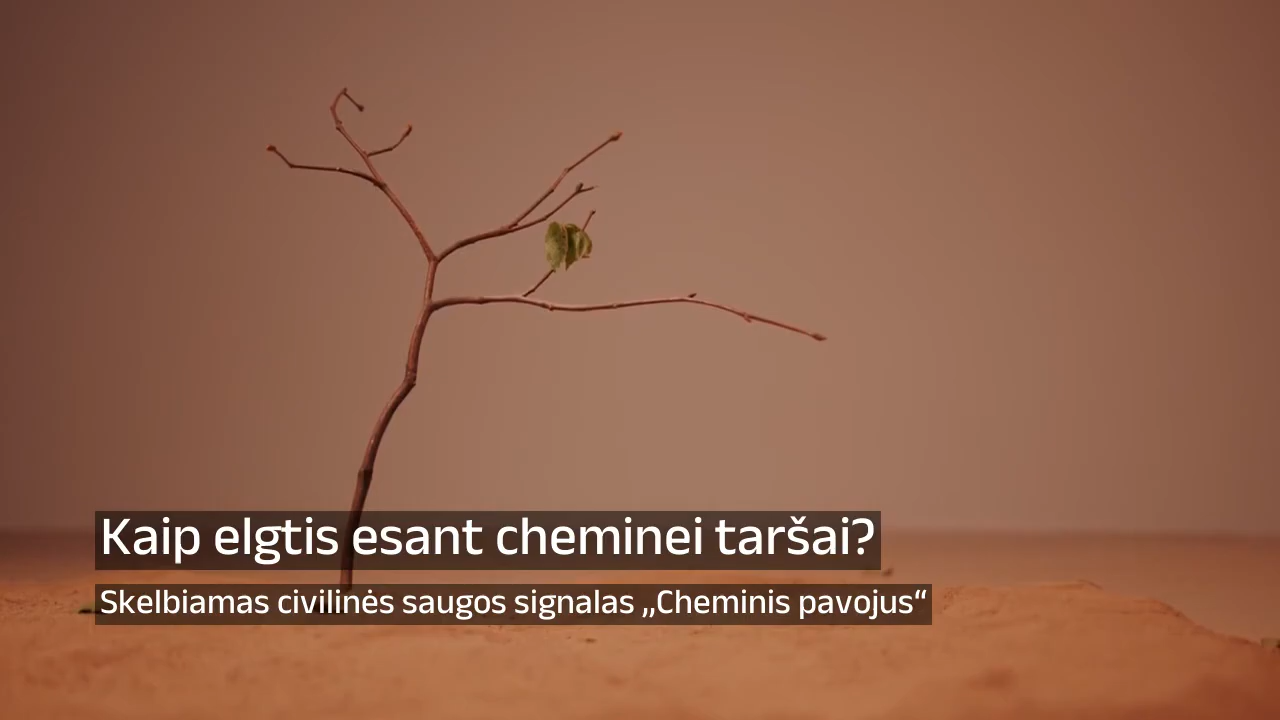 Kaip elgtis esant cheminei taršai?
Skelbiamas civilinės saugos signalas „Cheminis pavojus“